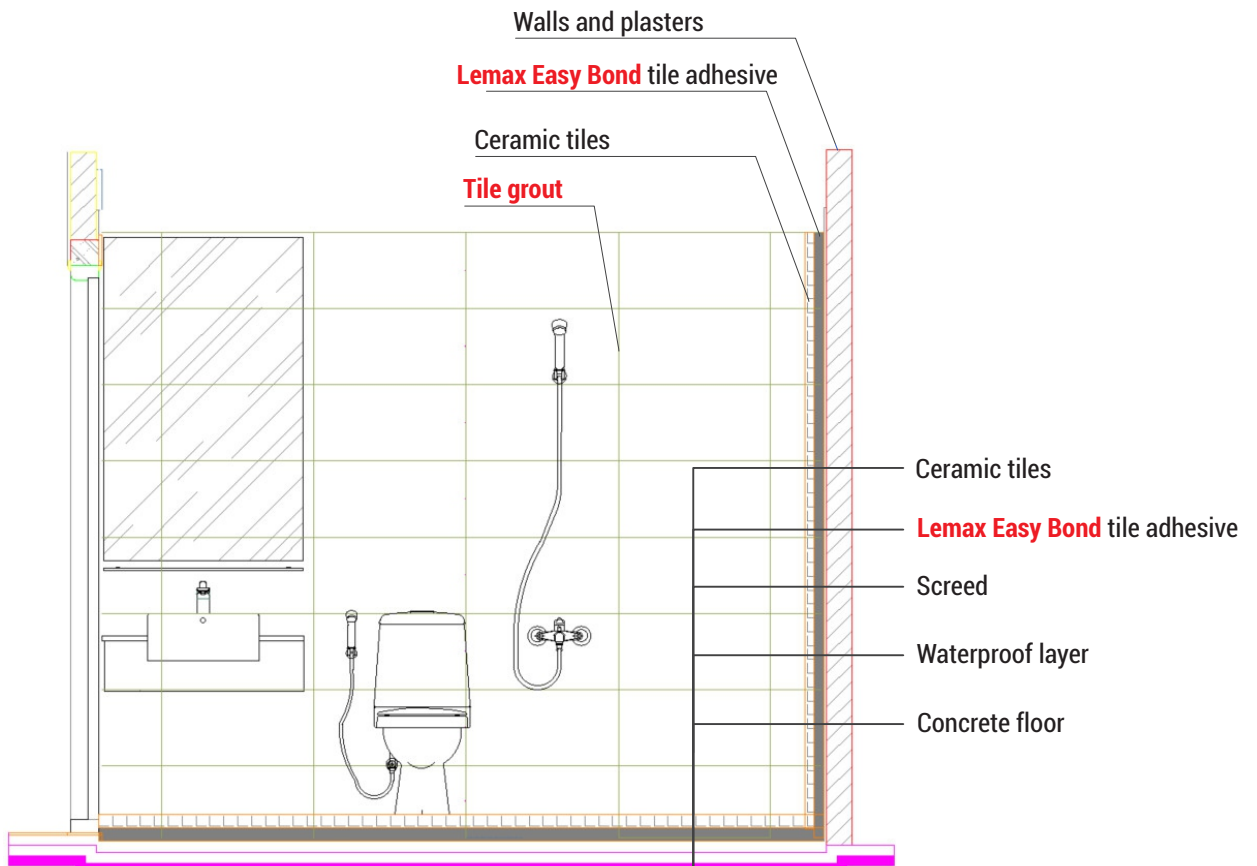 Walls and plasters
Lemax Easy Bond tile adhesive
Ceramic tiles
Tile grout
Ceramic tiles
Lemax Easy Bond tile adhesive
Screed
Waterproof layer
Concrete floor